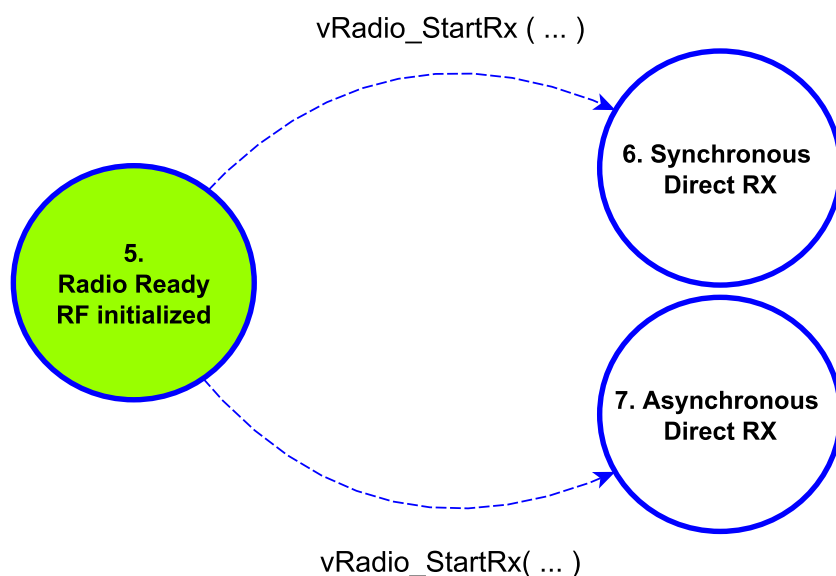 vRadio_StartRx ( ... )
6. Synchronous
Direct RX
5.
Radio Ready
RF initialized
7. Asynchronous
Direct RX
vRadio_StartRx( ... )